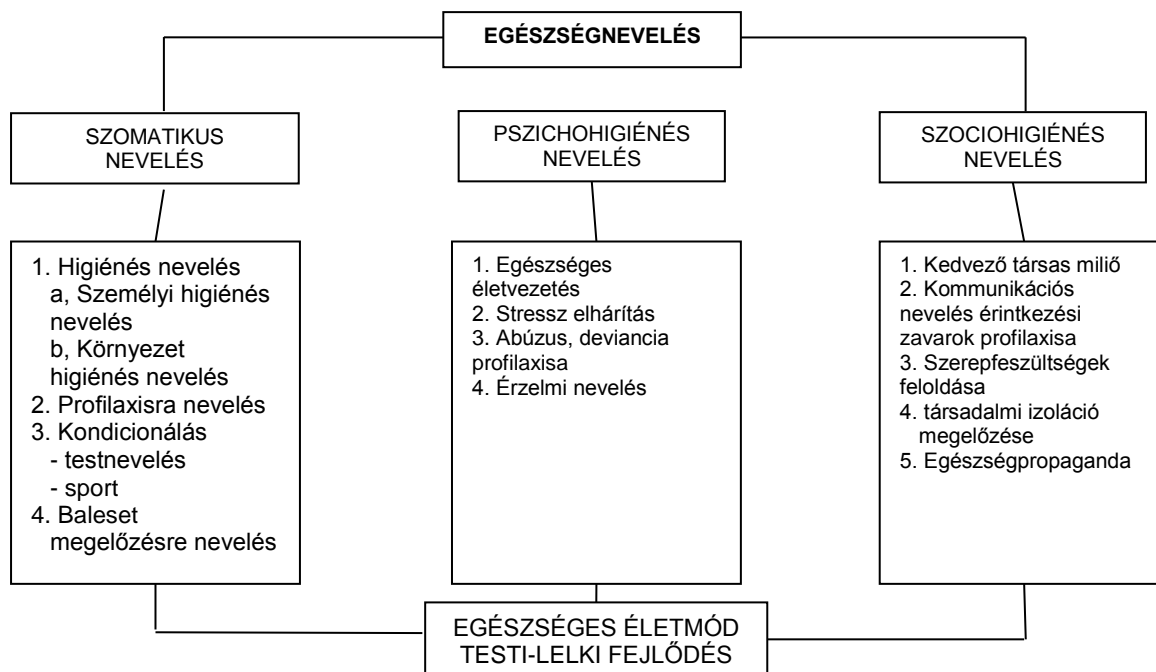 EGÉSZSÉGNEVELÉS
SZOMATIKUS
NEVELÉS
PSZICHOHIGIÉNÉS
NEVELÉS
SZOCIOHIGIÉNÉS
NEVELÉS
1. Higiénés nevelés
a, Személyi higiénés
nevelés
b, Környezet
higiénés nevelés
2. Profilaxisra nevelés
3. Kondicionálás
- testnevelés
- sport
4. Baleset
megelőzésre nevelés
1. Egészséges
életvezetés
2. Stressz elhárítás
3. Abúzus, deviancia
profilaxisa
4. Érzelmi nevelés
1. Kedvező társas milió
2. Kommunikációs
nevelés érintkezési
zavarok profilaxisa
3. Szerepfeszültségek
feloldása
4. társadalmi izoláció
megelőzése
5. Egészségpropaganda
EGÉSZSÉGES ÉLETMÓD
TESTI-LELKI FEJLŐDÉS